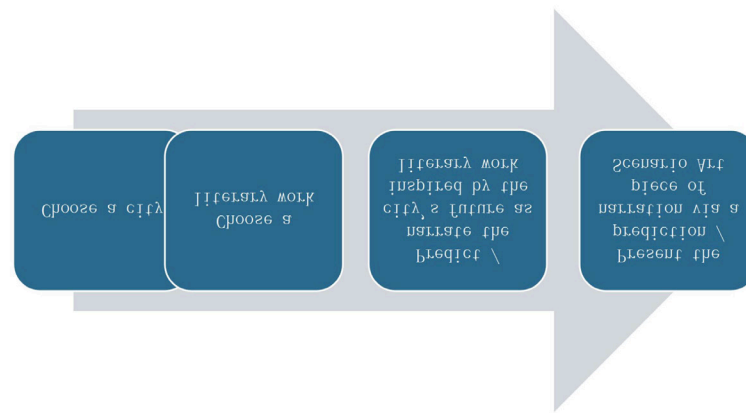 Choose a city
Choose a
literary work
Predict /
narrate the
city's future as
inspired by the
literary work
Present the
prediction /
narration via a
piece of
Scenario Art